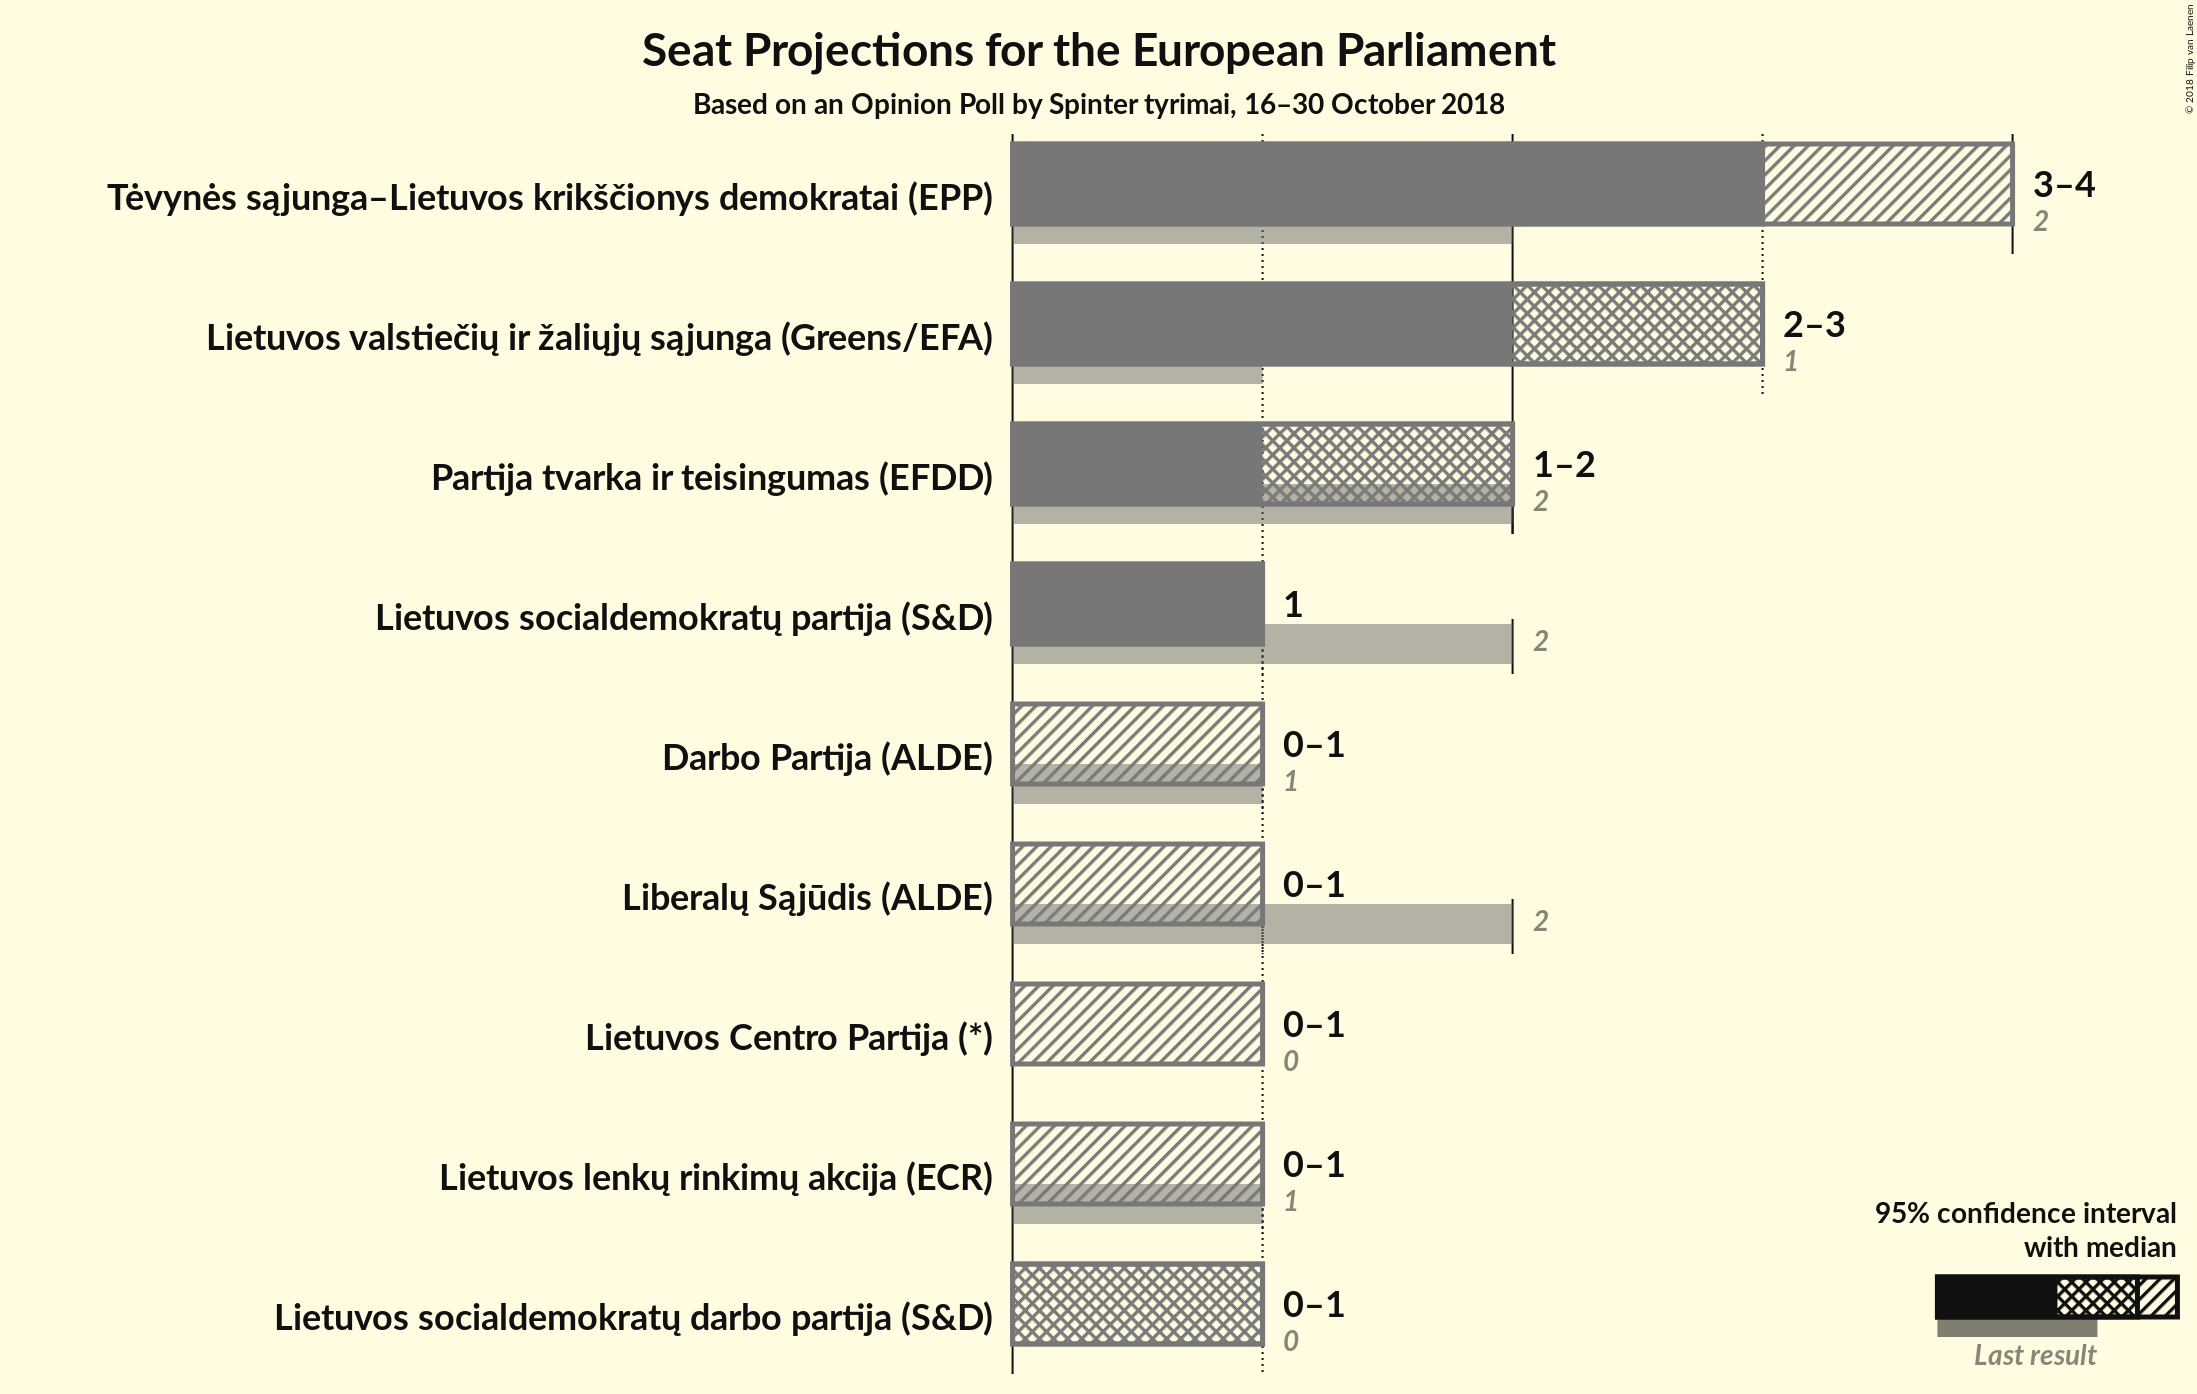 Seat Projections for the European Parliament
Based on an Opinion Poll by Spinter tyrimai, 16–30 October 2018
© 2018 Filip van Laenen
Tėvynės sąjunga–Lietuvos krikščionys demokratai (EPP)
3–4
2
Lietuvos valstiečių ir žaliųjų sąjunga (Greens/EFA)
2–3
1
Partija tvarka ir teisingumas (EFDD)
1–2
2
Lietuvos socialdemokratų partija (S&D)
1
2
Darbo Partija (ALDE)
0–1
1
Liberalų Sąjūdis (ALDE)
0–1
2
Lietuvos Centro Partija (*)
0–1
0
Lietuvos lenkų rinkimų akcija (ECR)
0–1
1
Lietuvos socialdemokratų darbo partija (S&D)
0–1
0
95% confidence interval
with median
Last result